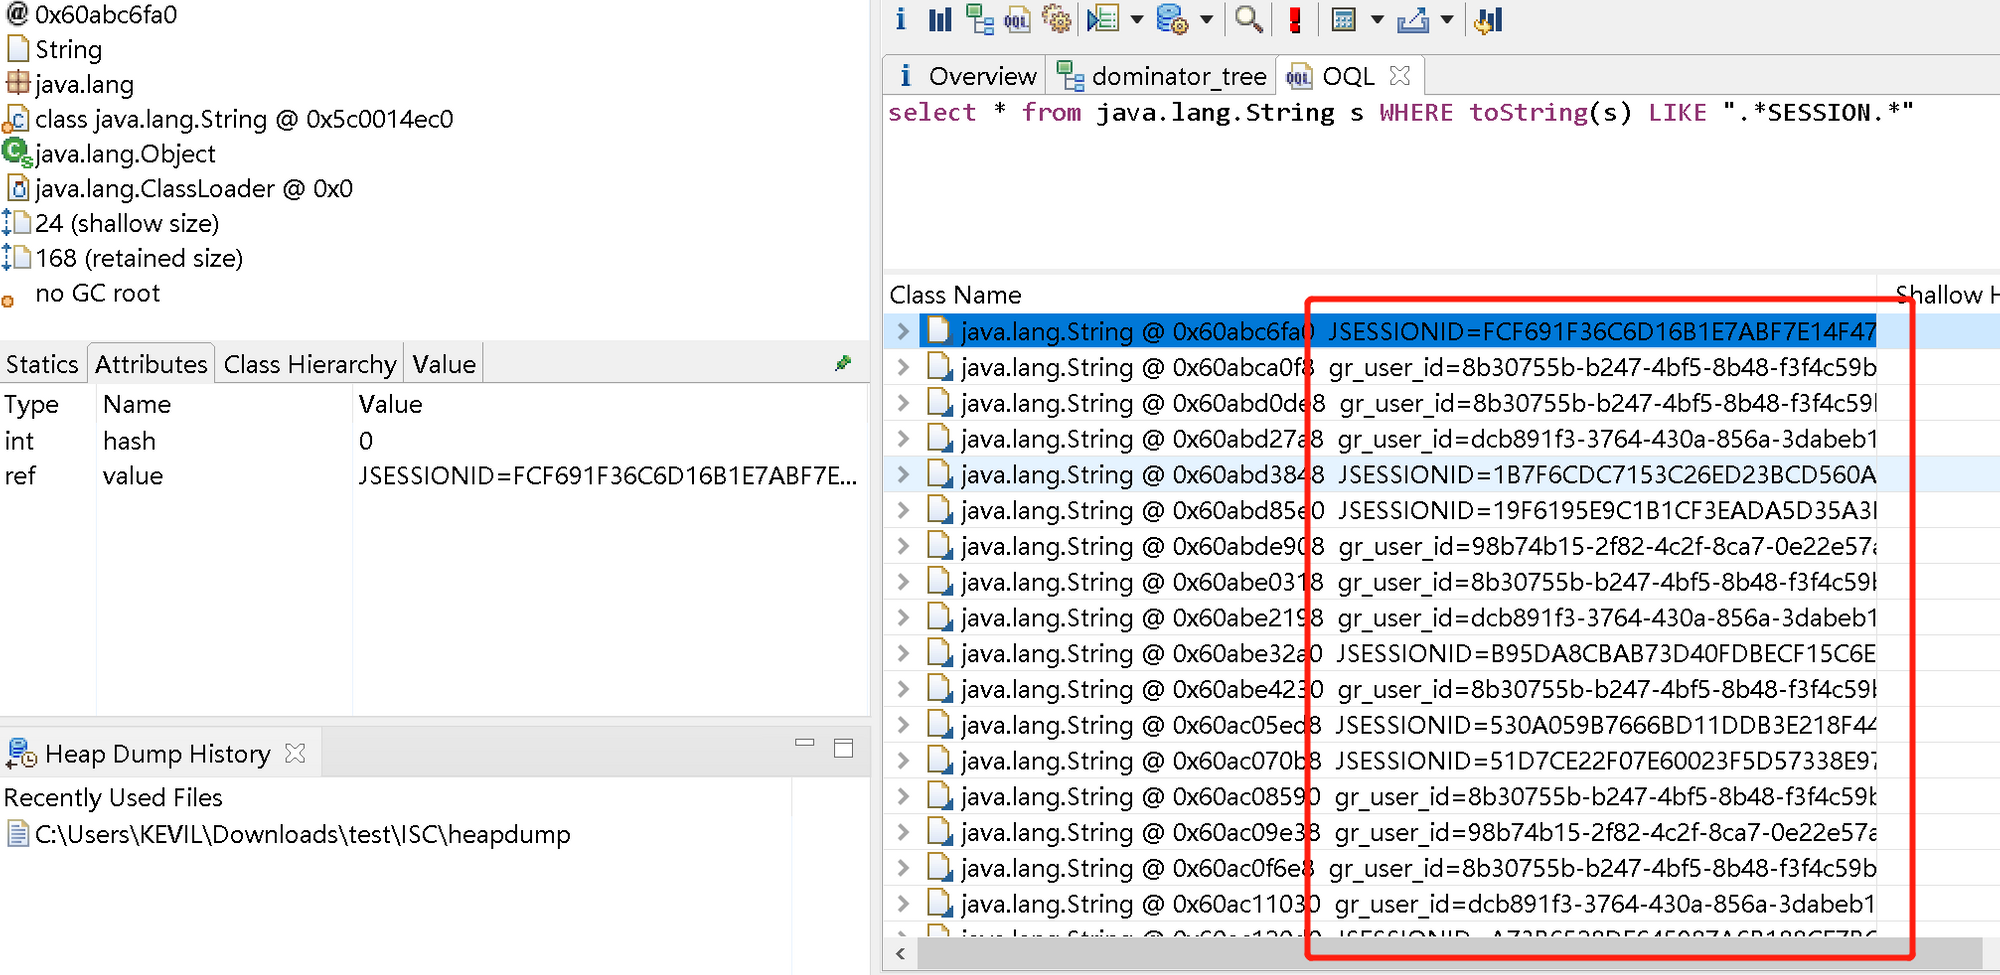 @ 0x60abc6fa0
String
java.lang
class java.lang.String @ 0x5c0014ec0
java.lang.Object
java.lang.ClassLoader @ 0x0
24 (shallow size)
168 (retained size)
no GC root
Statics Attributes Class Hierarchy Value
Type Name Value
int hash 0
ref value JSESSIONID=FCF691F36C6D16B1E7ABF7E...
Heap Dump History
Recently Used Files
C:\Users\KEVIL\Downloads\test\ISC\heapdump
Overview dominator_tree OQL
select * from java.lang.String s WHERE toString(s) LIKE ".*SESSION.*"
Class Name Shallow H
java.lang.String @ 0x60abc6fa0 JSESSIONID=FCF691F36C6D16B1E7ABF7E14F47
java.lang.String @ 0x60abca0f8 gr_user_id=8b30755b-b247-4bf5-8b48-f3f4c59b
java.lang.String @ 0x60abd0de8 gr_user_id=8b30755b-b247-4bf5-8b48-f3f4c59
java.lang.String @ 0x60abd27a8 gr_user_id=dcb891f3-3764-430a-856a-3dabeb1
java.lang.String @ 0x60abd3848 JSESSIONID=1B7F6CDC7153C26ED23BCD560A
java.lang.String @ 0x60abd85e0 JSESSIONID=19F6195E9C1B1CF3EADA5D35A3
java.lang.String @ 0x60abde908 gr_user_id=98b74b15-2f82-4c2f-8ca7-0e22e57a
java.lang.String @ 0x60abe0318 gr_user_id=8b30755b-b247-4bf5-8b48-f3f4c59b
java.lang.String @ 0x60abe2198 gr_user_id=dcb891f3-3764-430a-856a-3dabeb1
java.lang.String @ 0x60abe32a0 JSESSIONID=B95DA8CBAB73D40FDBECF15C6E
java.lang.String @ 0x60abe4230 gr_user_id=8b30755b-b247-4bf5-8b48-f3f4c59b
java.lang.String @ 0x60ac05ed8 JSESSIONID=530A059B7666BD11DDB3E218F44
java.lang.String @ 0x60ac070b8 JSESSIONID=51D7CE22F07E60023F5D57338E97
java.lang.String @ 0x60ac08590 gr_user_id=8b30755b-b247-4bf5-8b48-f3f4c59b
java.lang.String @ 0x60ac09e38 gr_user_id=98b74b15-2f82-4c2f-8ca7-0e22e57a
java.lang.String @ 0x60ac0f6e8 gr_user_id=8b30755b-b247-4bf5-8b48-f3f4c59b
java.lang.String @ 0x60ac11030 gr_user_id=dcb891f3-3764-430a-856a-3dabeb1